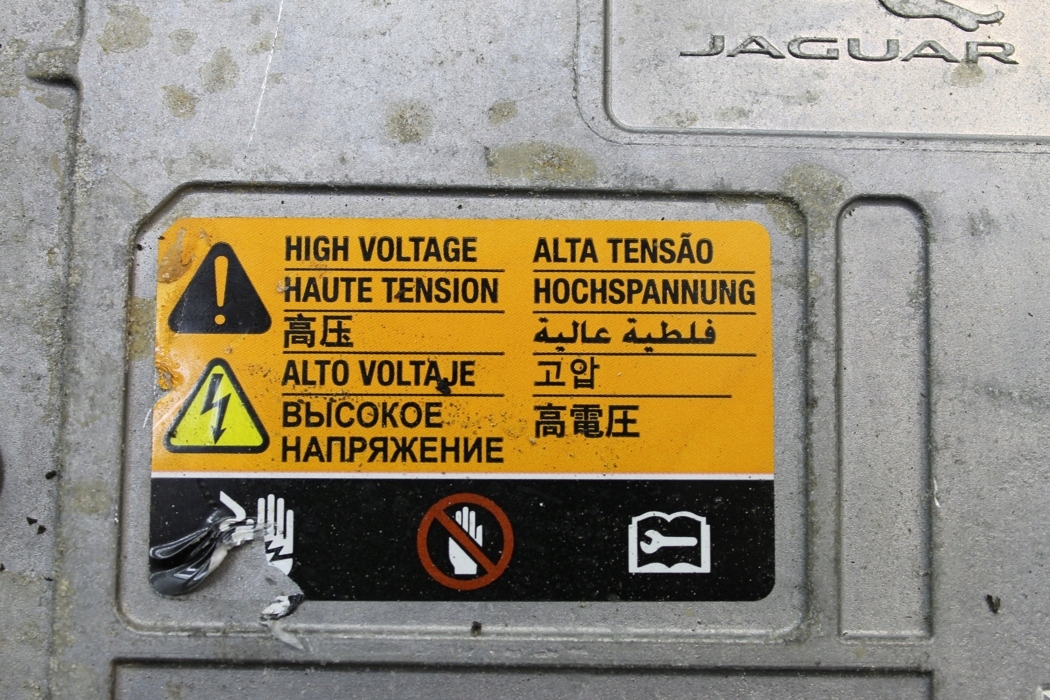 JAGUAR
HIGH VOLTAGE
HAUTE TENSION
高压
ALTO VOLTAJE
ВЫСОКОЕ
НАПРЯЖЕНИЕ
ALTA TENSÃO
HOCHSPANNUNG
فلطية عالية
고압
高電圧